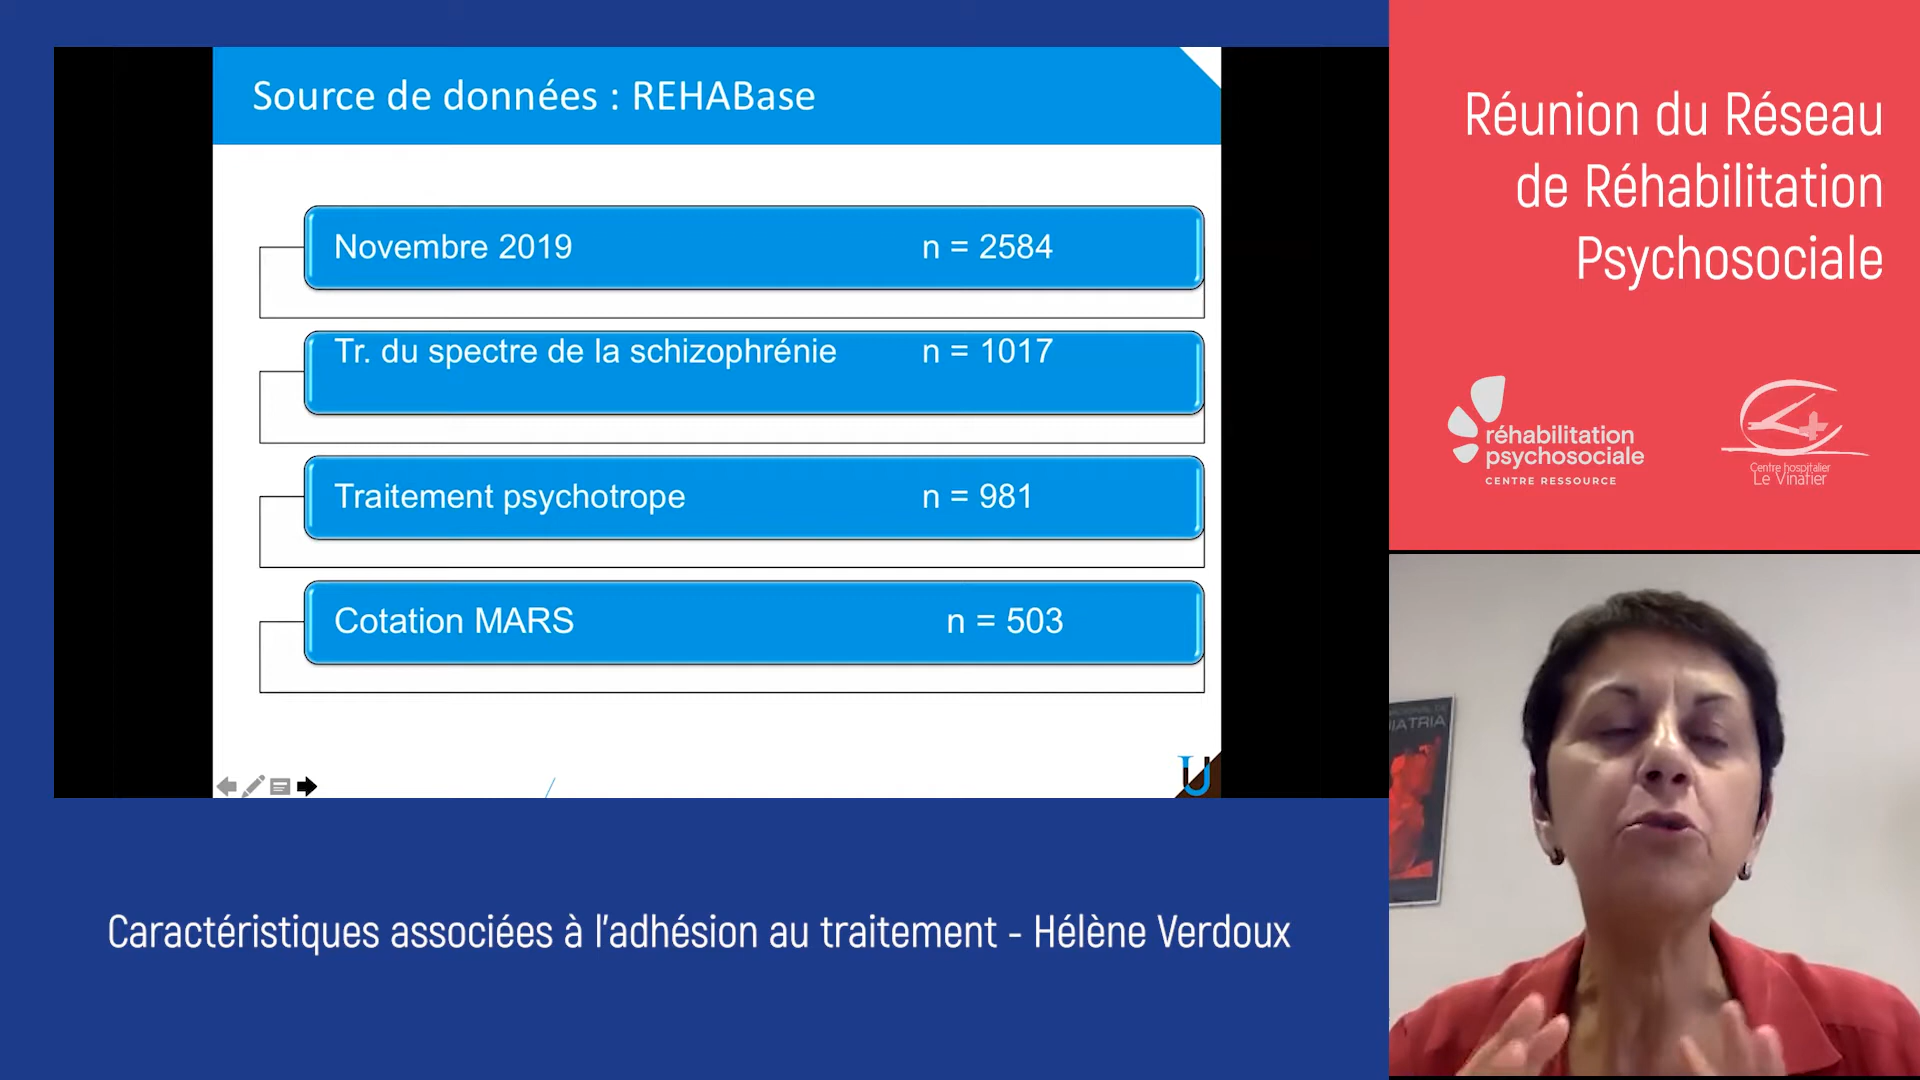 Source de données : REHABase
Novembre 2019 n = 2584
Tr. du spectre de la schizophrénie n = 1017
Traitement psychotrope n = 981
Cotation MARS n = 503
Caractéristiques associées à l'adhésion au traitement - Hélène Verdoux
Réunion du Réseau
de Réhabilitation
Psychosociale
réhabilitation
psychosociale
CENTRE RESSOURCE
Centre hospitalier
Le Vinatier
IATRIA